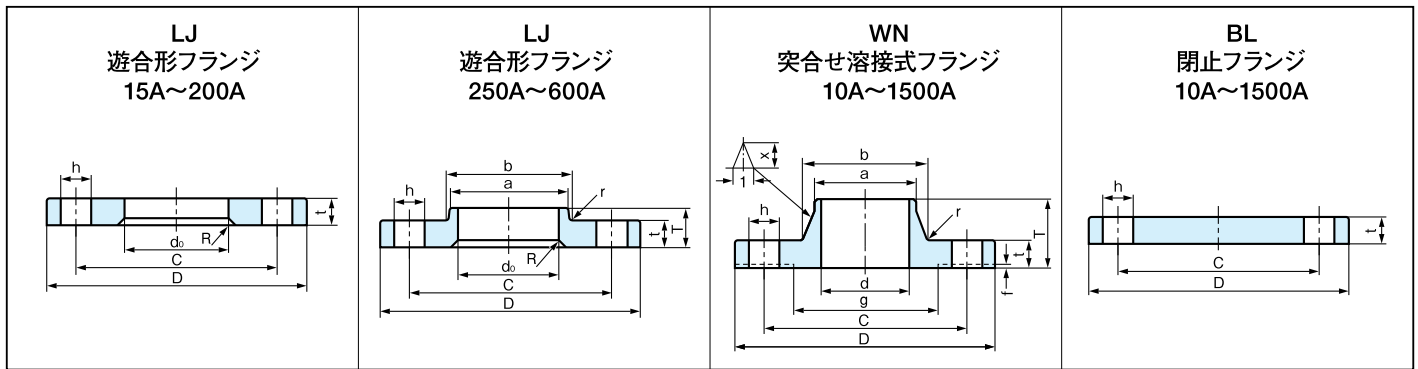 LJ
遊合形フランジ
15A～200A
h
t
d₀
R
C
D
LJ
遊合形フランジ
250A～600A
b
a
h
r
t
T
d₀
R
C
D
WN
突合せ溶接式フランジ
10A～1500A
x
1
b
a
h
r
t
T
f
d
g
C
D
BL
閉止フランジ
10A～1500A
h
t
C
D